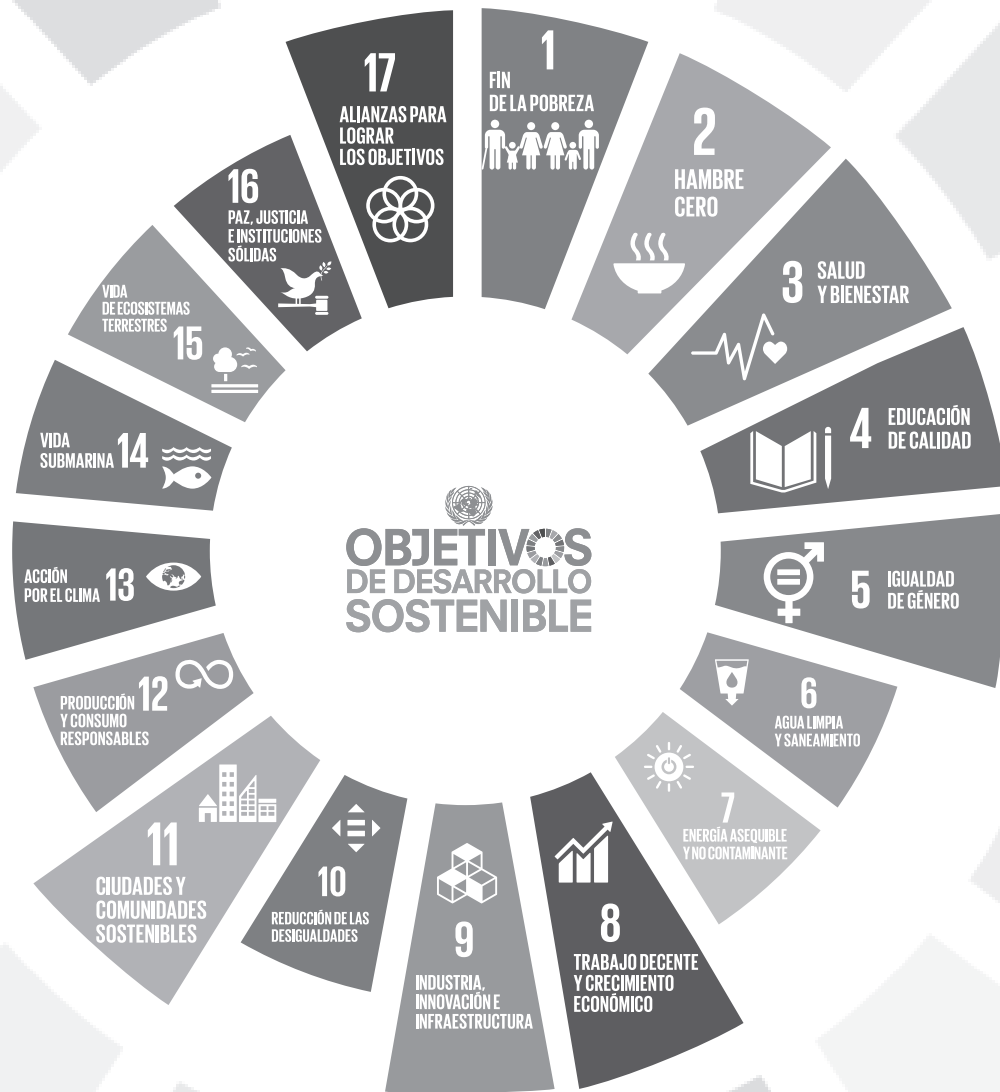 1
FIN
DE LA POBREZA
2
HAMBRE
CERO
3
SALUD
Y BIENESTAR
4
EDUCACIÓN
DE CALIDAD
5
IGUALDAD
DE GÉNERO
6
AGUA LIMPIA
Y SANEAMIENTO
7
ENERGÍA ASEQUIBLE
Y NO CONTAMINANTE
8
TRABAJO DECENTE
Y CRECIMIENTO
ECONÓMICO
9
INDUSTRIA,
INNOVACIÓN E
INFRAESTRUCTURA
10
REDUCCIÓN DE LAS
DESIGUALDADES
11
CIUDADES Y
COMUNIDADES
SOSTENIBLES
12
PRODUCCIÓN
Y CONSUMO
RESPONSABLES
13
ACCIÓN
POR EL CLIMA
14
VIDA
SUBMARINA
15
VIDA
DE ECOSISTEMAS
TERRESTRES
16
PAZ, JUSTICIA
E INSTITUCIONES
SÓLIDAS
17
ALIANZAS PARA
LOGRAR
LOS OBJETIVOS
OBJETIVOS
DE DESARROLLO
SOSTENIBLE